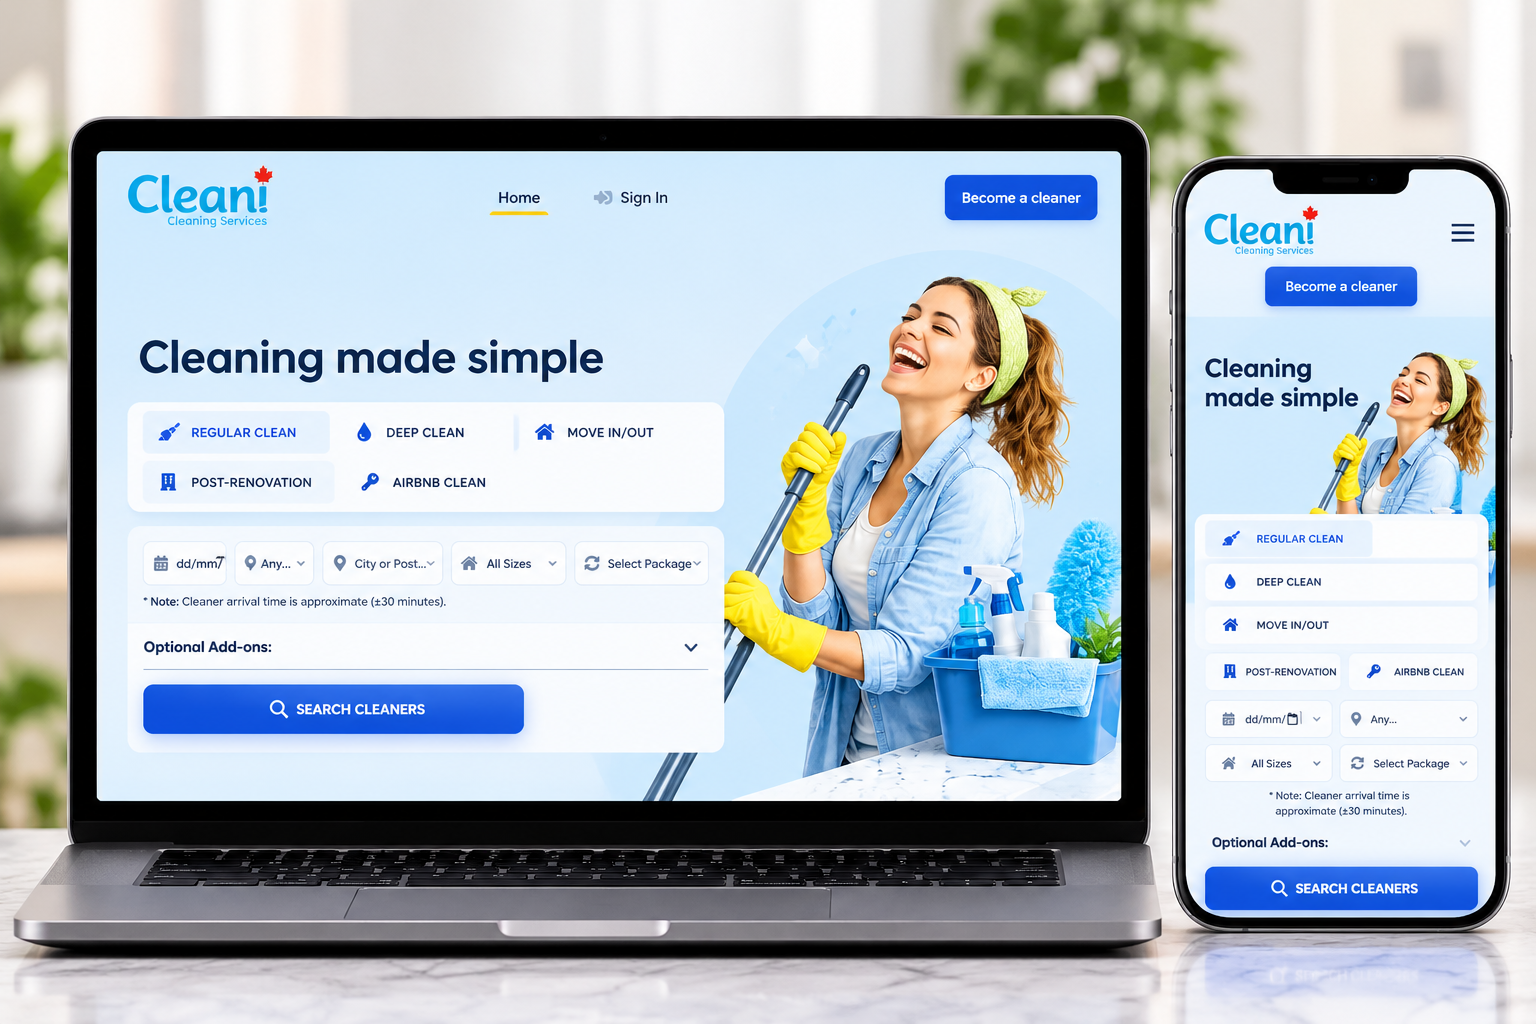 Clean!
Cleaning Services
Home
Sign In
Become a cleaner
Cleaning made simple
REGULAR CLEAN
DEEP CLEAN
MOVE IN/OUT
POST-RENOVATION
AIRBNB CLEAN
dd/mm/
Any...
City or Post...
All Sizes
Select Package
* Note: Cleaner arrival time is approximate (±30 minutes).
Optional Add-ons:
SEARCH CLEANERS
Clean!
Cleaning Services
Become a cleaner
Cleaning
made simple
REGULAR CLEAN
DEEP CLEAN
MOVE IN/OUT
POST-RENOVATION
AIRBNB CLEAN
dd/mm/
Any...
All Sizes
Select Package
* Note: Cleaner arrival time is
approximate (±30 minutes).
Optional Add-ons:
SEARCH CLEANERS